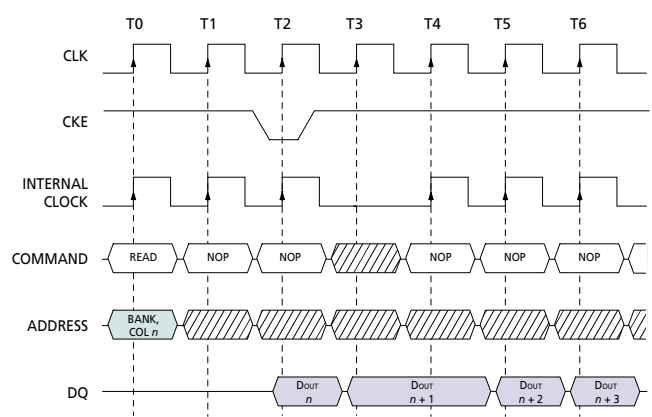 T0 T1 T2 T3 T4 T5 T6
CLK
CKE
INTERNAL
CLOCK
COMMAND READ NOP NOP NOP NOP NOP
ADDRESS BANK,
COL n
DQ DOUT DOUT DOUT DOUT
n n + 1 n + 2 n + 3